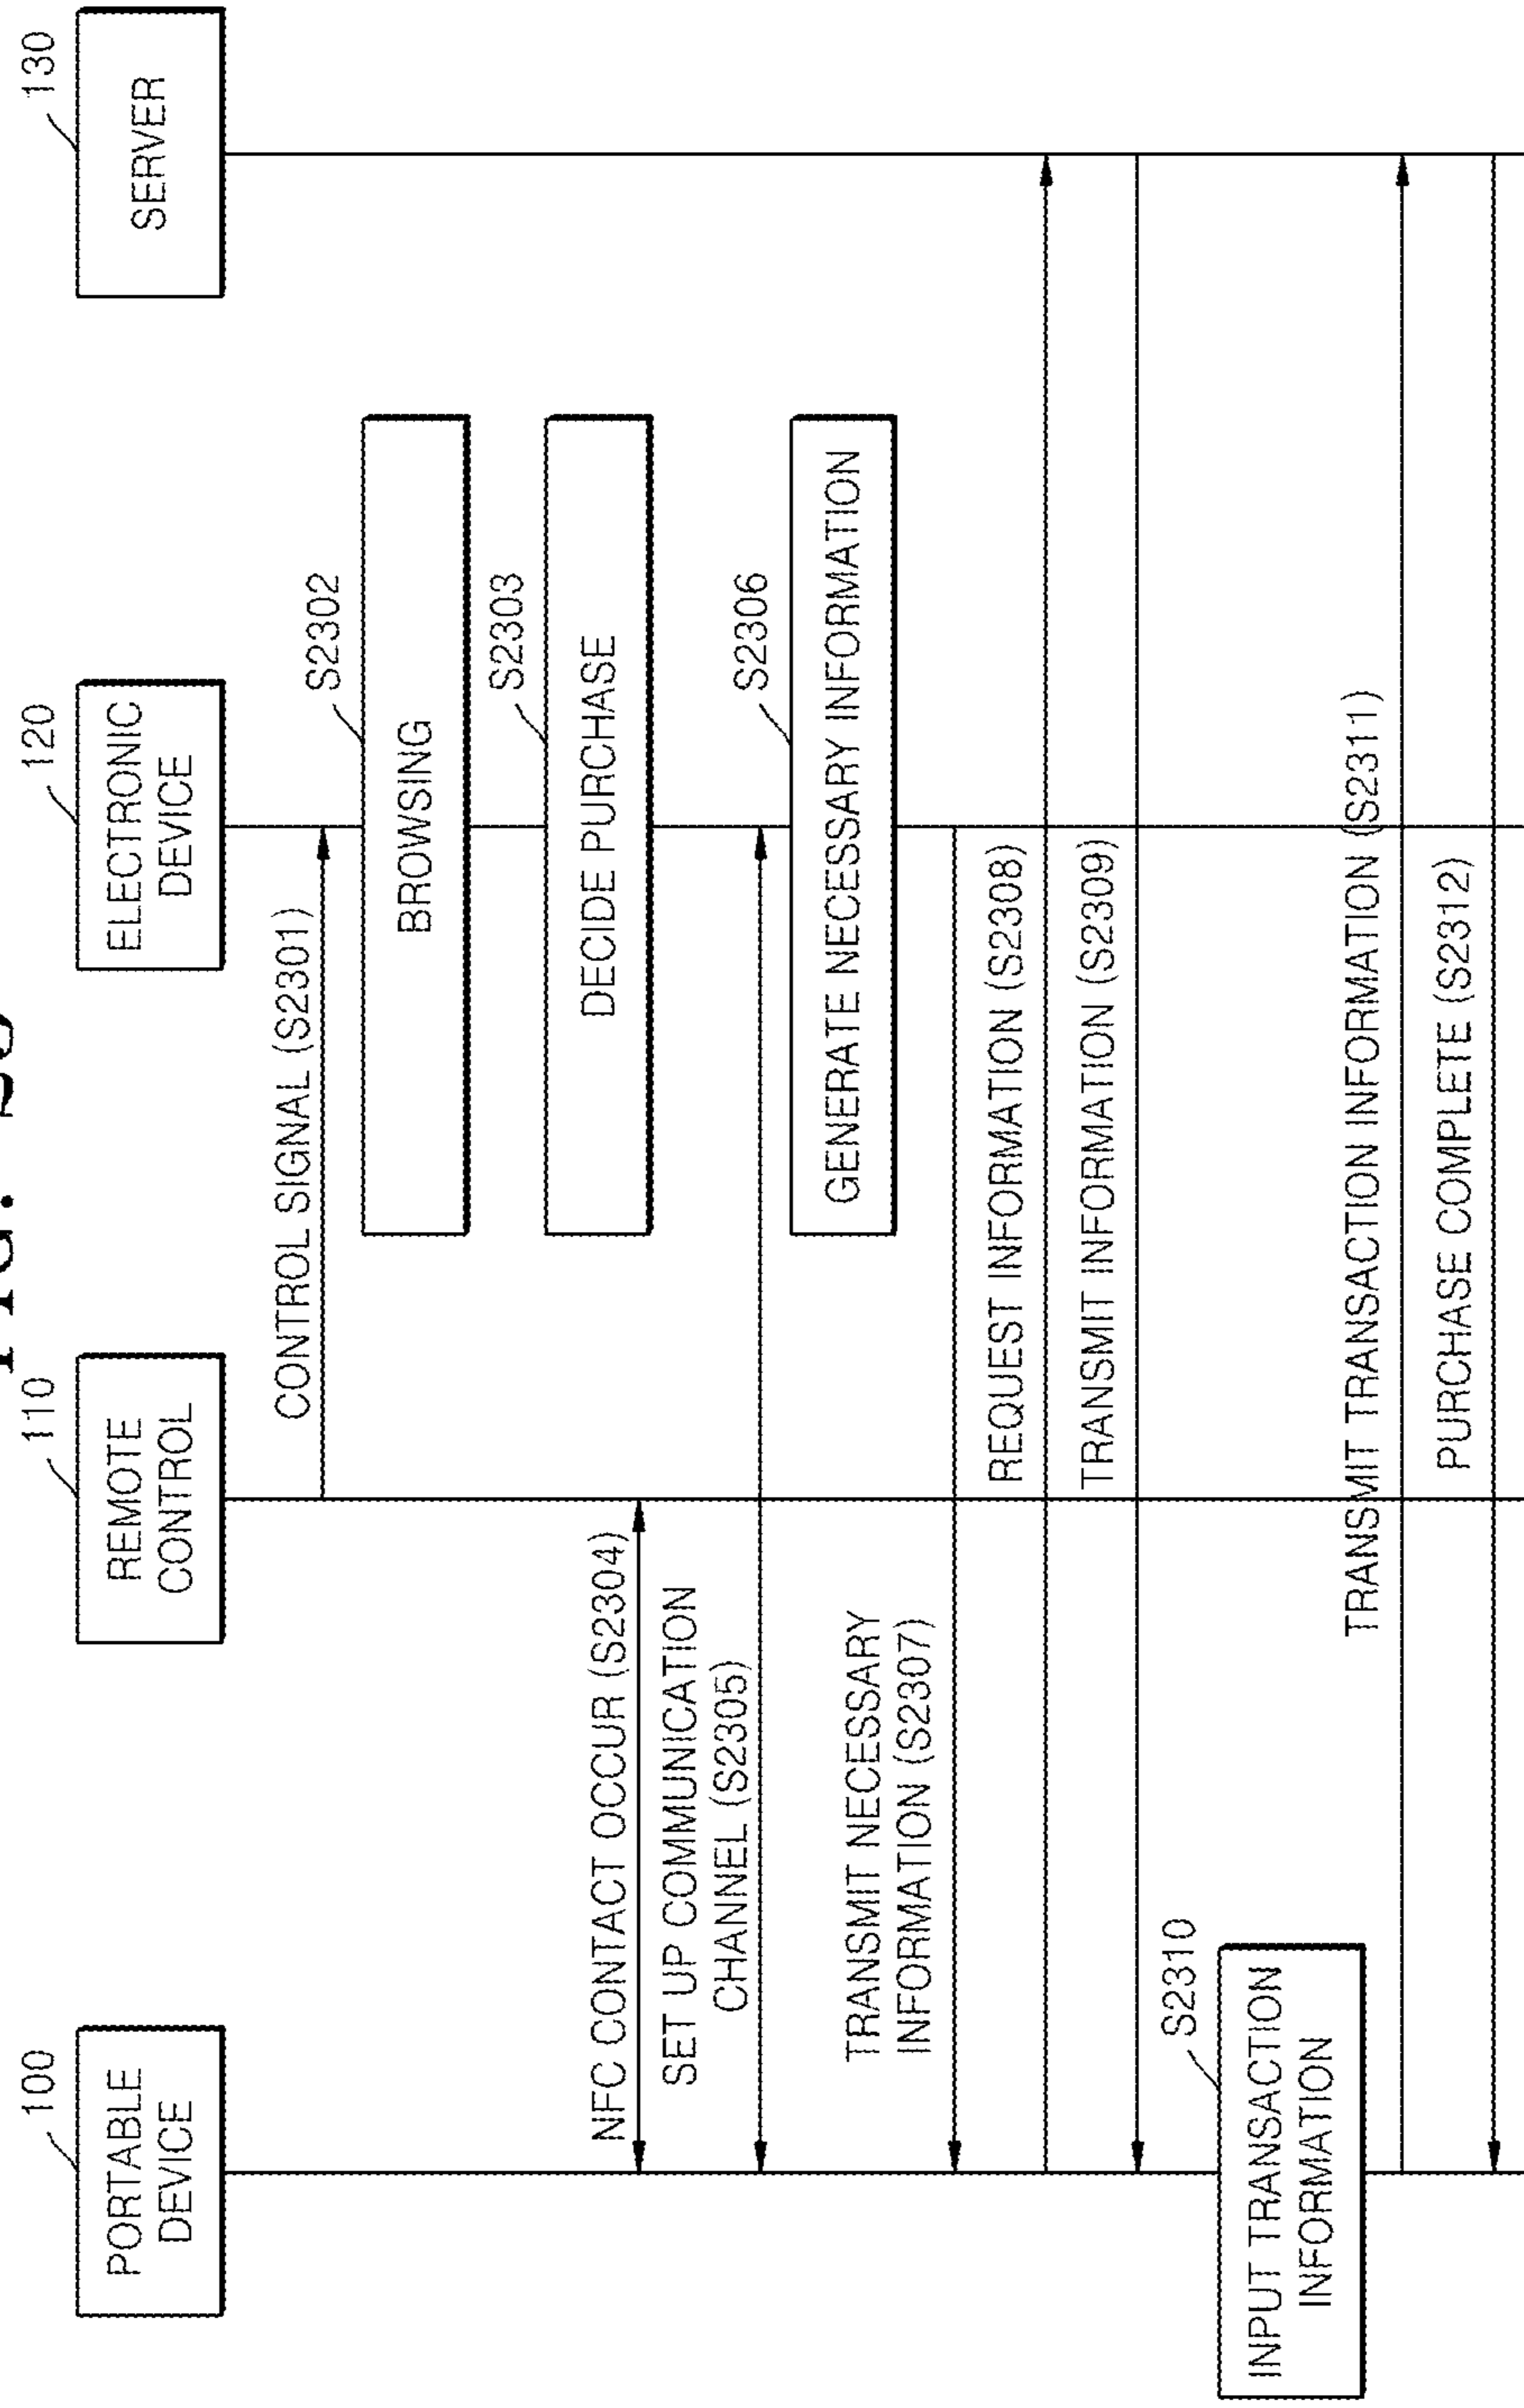 FIG.
100
PORTABLE
DEVICE
110
REMOTE
CONTROL
120
ELECTRONIC
DEVICE
130
SERVER
CONTROL SIGNAL (S2301)
S2302
BROWSING
S2303
DECIDE PURCHASE
NFC CONTACT OCCUR (S2304)
SET UP COMMUNICATION
CHANNEL (S2305)
S2306
GENERATE NECESSARY INFORMATION
TRANSMIT NECESSARY
INFORMATION (S2307)
REQUEST INFORMATION (S2308)
TRANSMIT INFORMATION (S2309)
S2310
INPUT TRANSACTION
INFORMATION
TRANSMIT TRANSACTION INFORMATION (S2311)
PURCHASE COMPLETE (S2312)